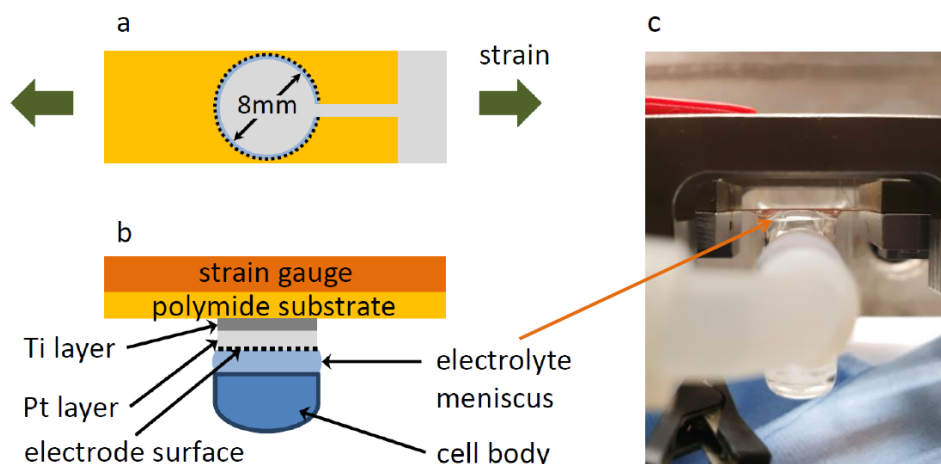 a
8mm
strain
c
b
strain gauge
polymide substrate
Ti layer
Pt layer
electrode surface
electrolyte
meniscus
cell body